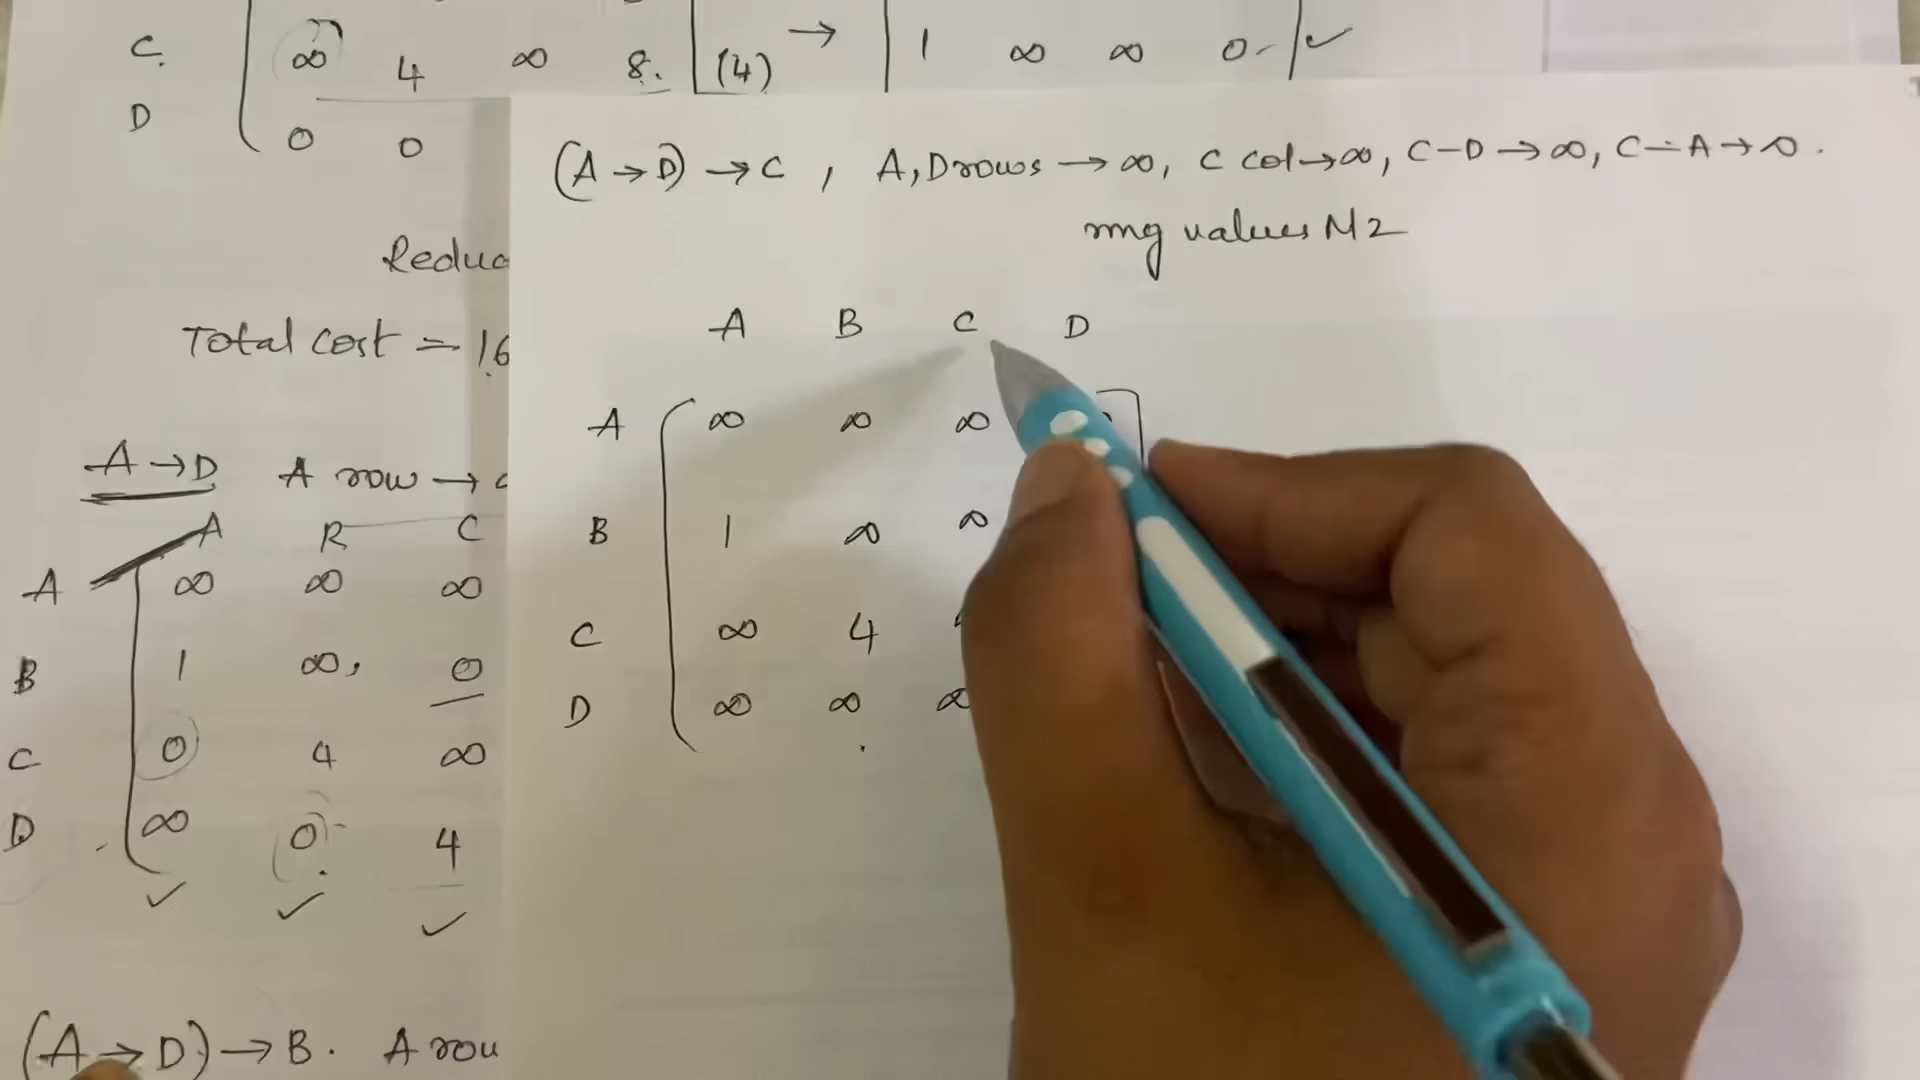 C. ∞ 4 ∞ 8. (4) → 1 ∞ ∞ 0 ✓
D 0 0
Reduc
Total cost = 16
A → D A row →
A B C
A ∞ ∞ ∞
B 1 ∞, 0
C 0 4 ∞
D ∞ 0 4
✓ ✓ ✓
(A → D) → B. A row
(A → D) → C , A, D rows → ∞, C col → ∞, C – D → ∞, C – A → ∞.
rmg values M2
A B C D
A ∞ ∞ ∞
B 1 ∞ ∞
C ∞ 4
D ∞ ∞ ∞